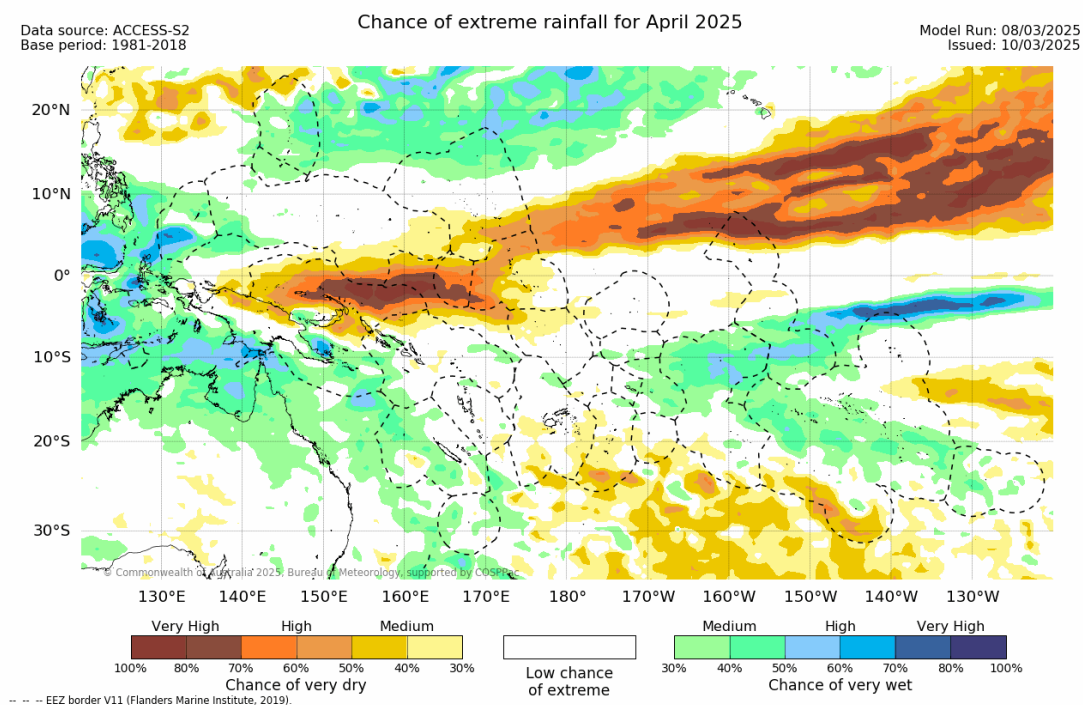 Chance of extreme rainfall for April 2025
Data source: ACCESS-S2
Base period: 1981-2018
Model Run: 08/03/2025
Issued: 10/03/2025
20°N
10°N
0°
10°S
20°S
30°S
© Commonwealth of Australia 2025, Bureau of Meteorology, supported by COSPPac
130°E 140°E 150°E 160°E 170°E 180° 170°W 160°W 150°W 140°W 130°W
Very High High Medium
100% 80% 70% 60% 50% 40% 30%
Chance of very dry
Low chance
of extreme
Medium High Very High
30% 40% 50% 60% 70% 80% 100%
Chance of very wet
-- -- -- EEZ border V11 (Flanders Marine Institute, 2019).